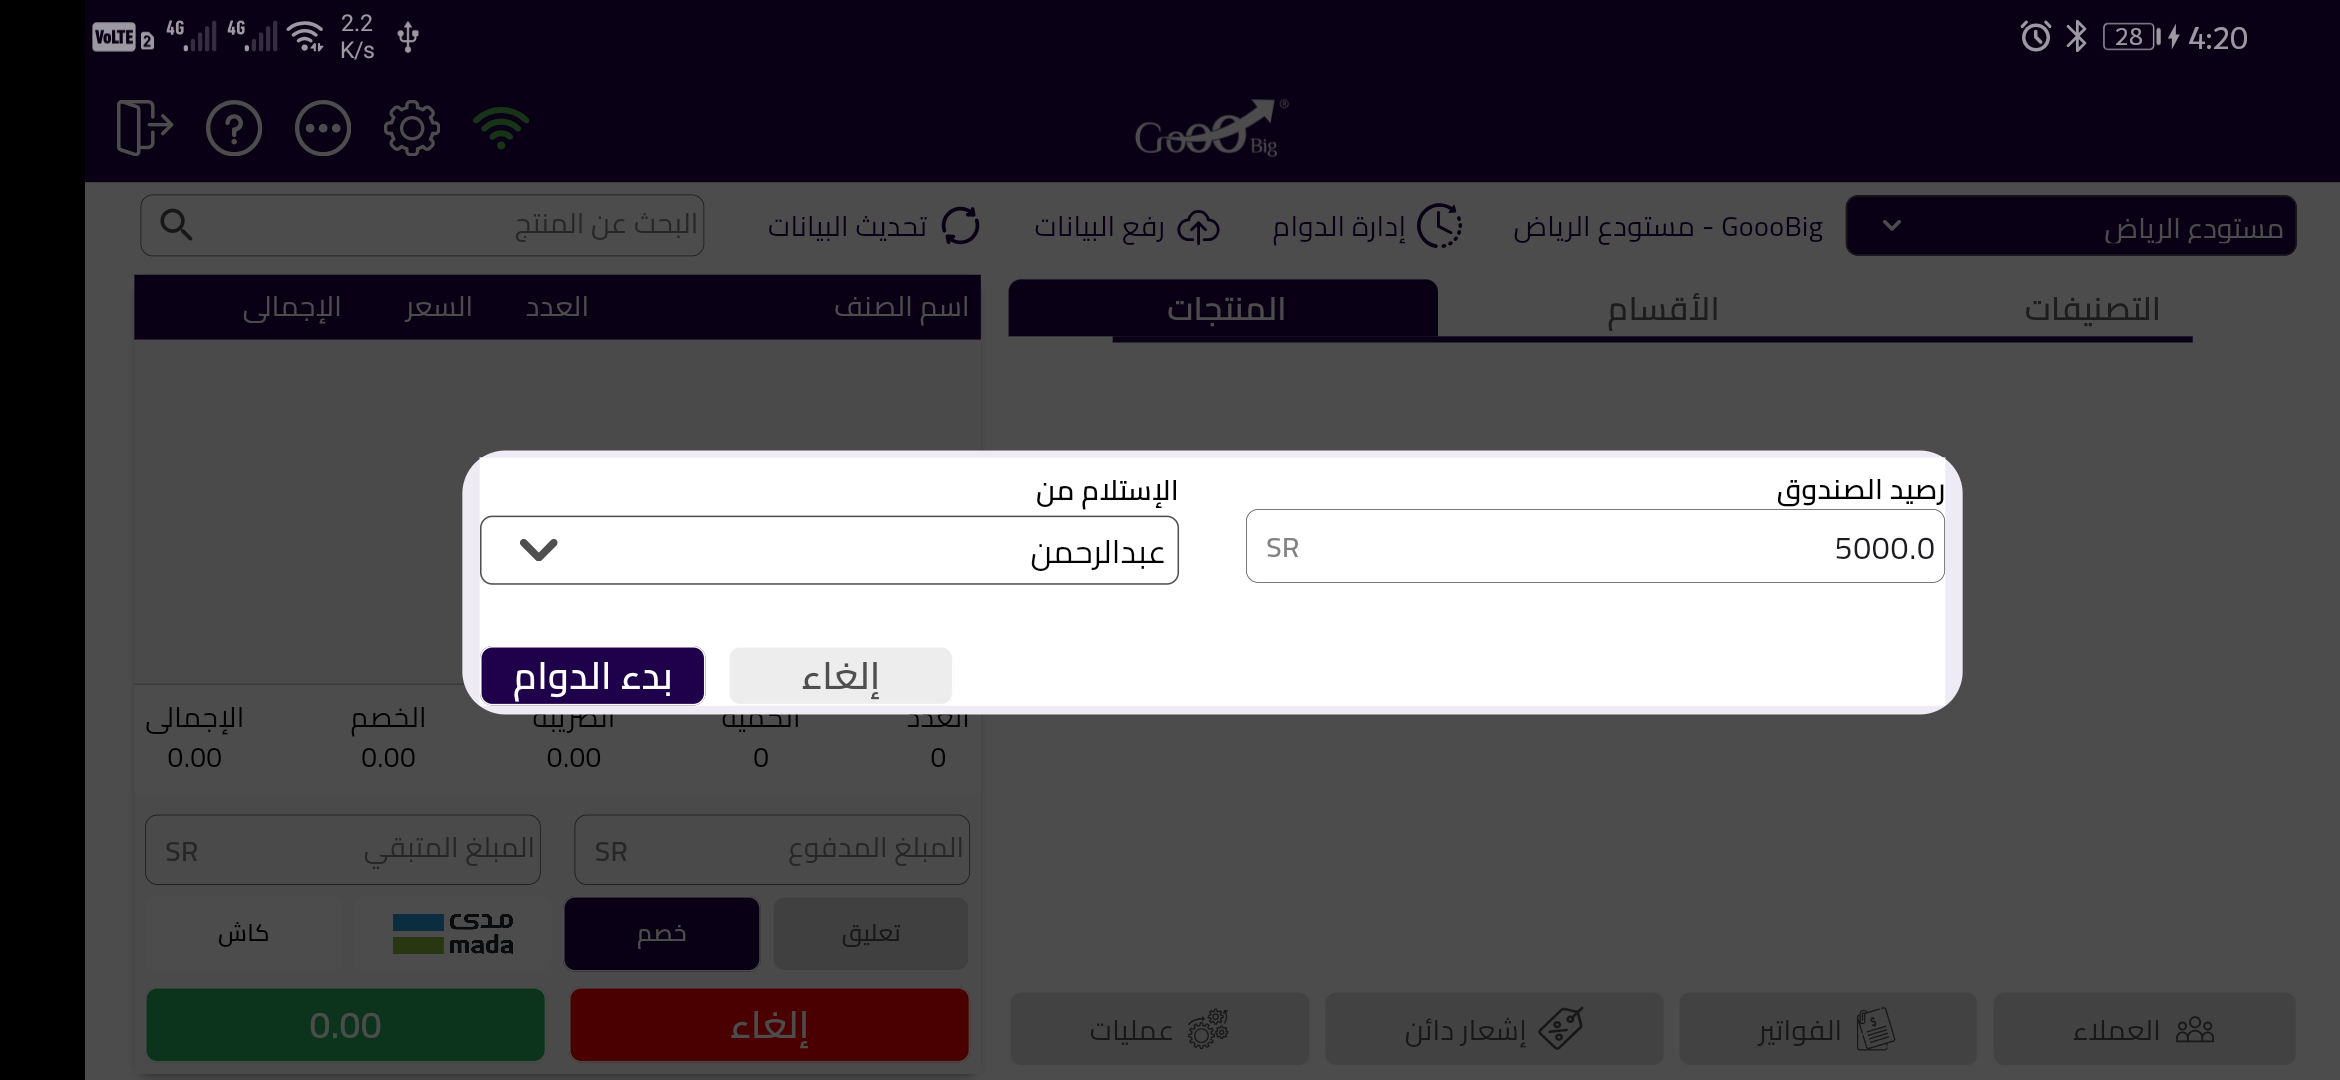 VoLTE 2 4G 4G 2.2 K/s 28 4:20
GoooBig®
مستودع الرياض
GoooBig - مستودع الرياض
إدارة الدوام
رفع البيانات
تحديث البيانات
البحث عن المنتج
التصنيفات الأقسام المنتجات
اسم الصنف العدد السعر الإجمالى
رصيد الصندوق
5000.0 SR
الإستلام من
عبدالرحمن
إلغاء
بدء الدوام
العدد الكمية الضريبة الخصم الإجمالى
0 0 0.00 0.00 0.00
المبلغ المدفوع SR
المبلغ المتبقي SR
تعليق
خصم
مدى
mada
كاش
إلغاء
0.00
العملاء
الفواتير
إشعار دائن
عمليات